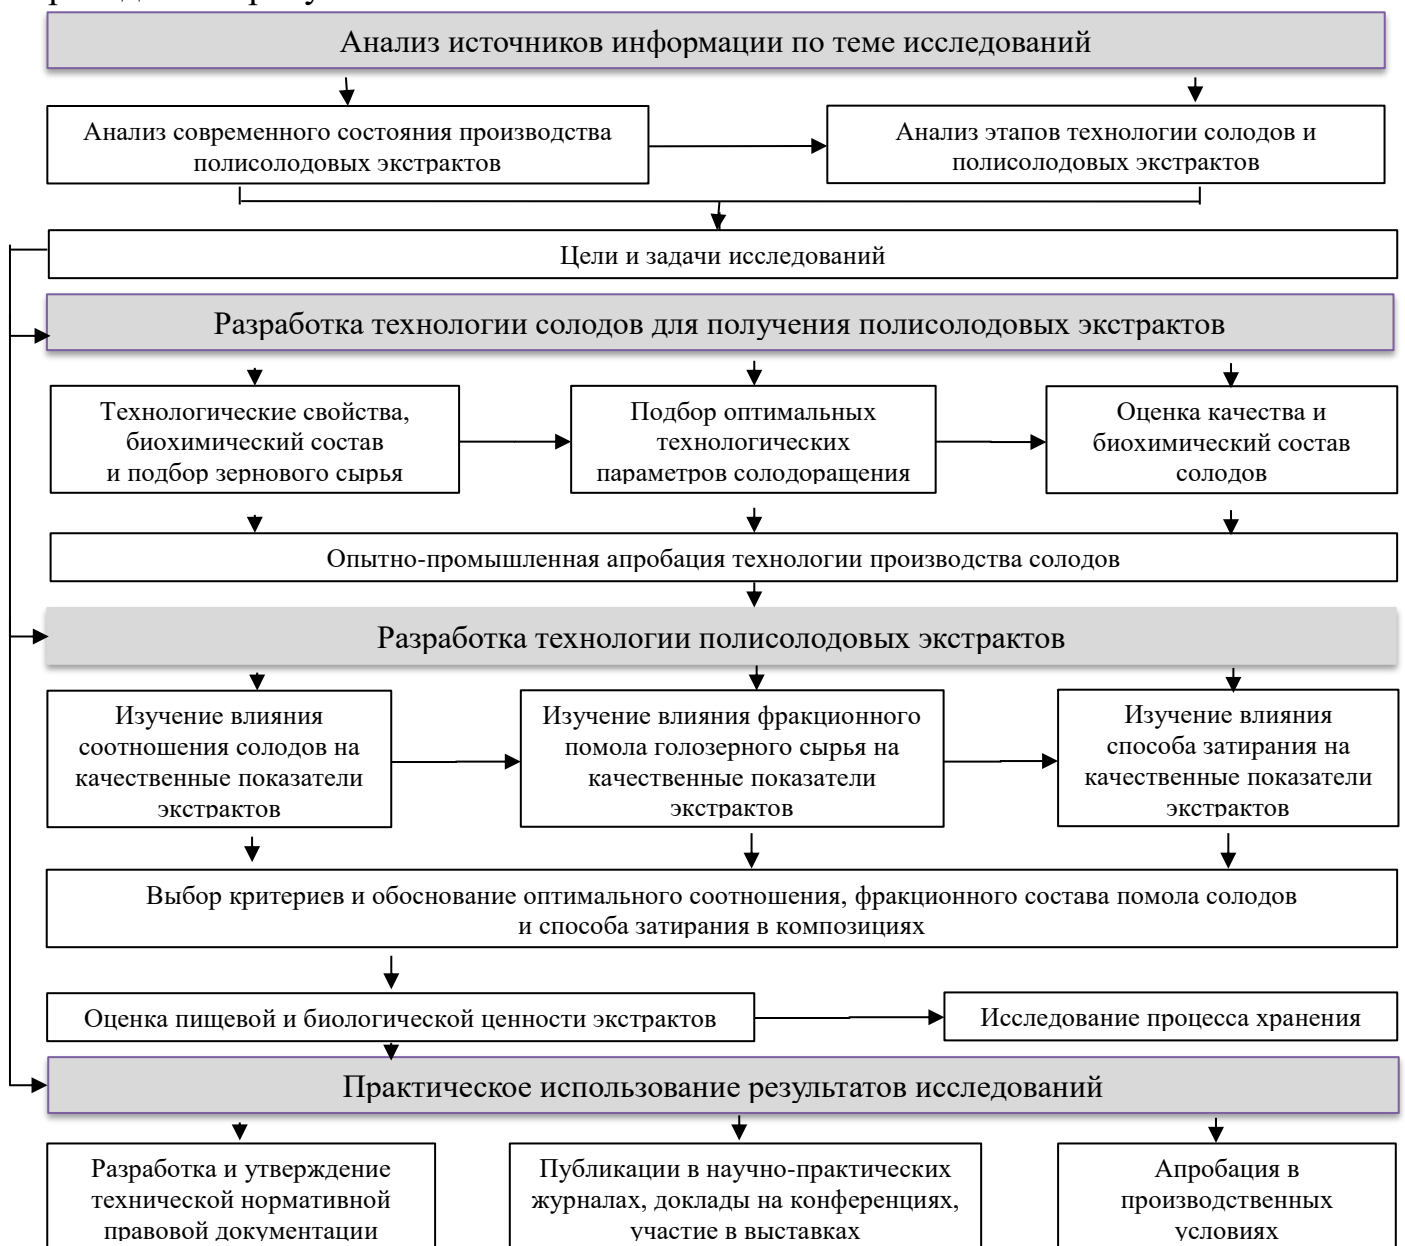 Анализ источников информации по теме исследований
Анализ современного состояния производства
полисолодовых экстрактов
Анализ этапов технологии солодов и
полисолодовых экстрактов
Цели и задачи исследований
Разработка технологии солодов для получения полисолодовых экстрактов
Технологические свойства,
биохимический состав
и подбор зернового сырья
Подбор оптимальных
технологических
параметров солодоращения
Оценка качества и
биохимический состав
солодов
Опытно-промышленная апробация технологии производства солодов
Разработка технологии полисолодовых экстрактов
Изучение влияния
соотношения солодов на
качественные показатели
экстрактов
Изучение влияния фракционного
помола голозерного сырья на
качественные показатели
экстрактов
Изучение влияния
способа затирания на
качественные показатели
экстрактов
Выбор критериев и обоснование оптимального соотношения, фракционного состава помола солодов
и способа затирания в композициях
Оценка пищевой и биологической ценности экстрактов
Исследование процесса хранения
Практическое использование результатов исследований
Разработка и утверждение
технической нормативной
правовой документации
Публикации в научно-практических
журналах, доклады на конференциях,
участие в выставках
Апробация в
производственных
условиях